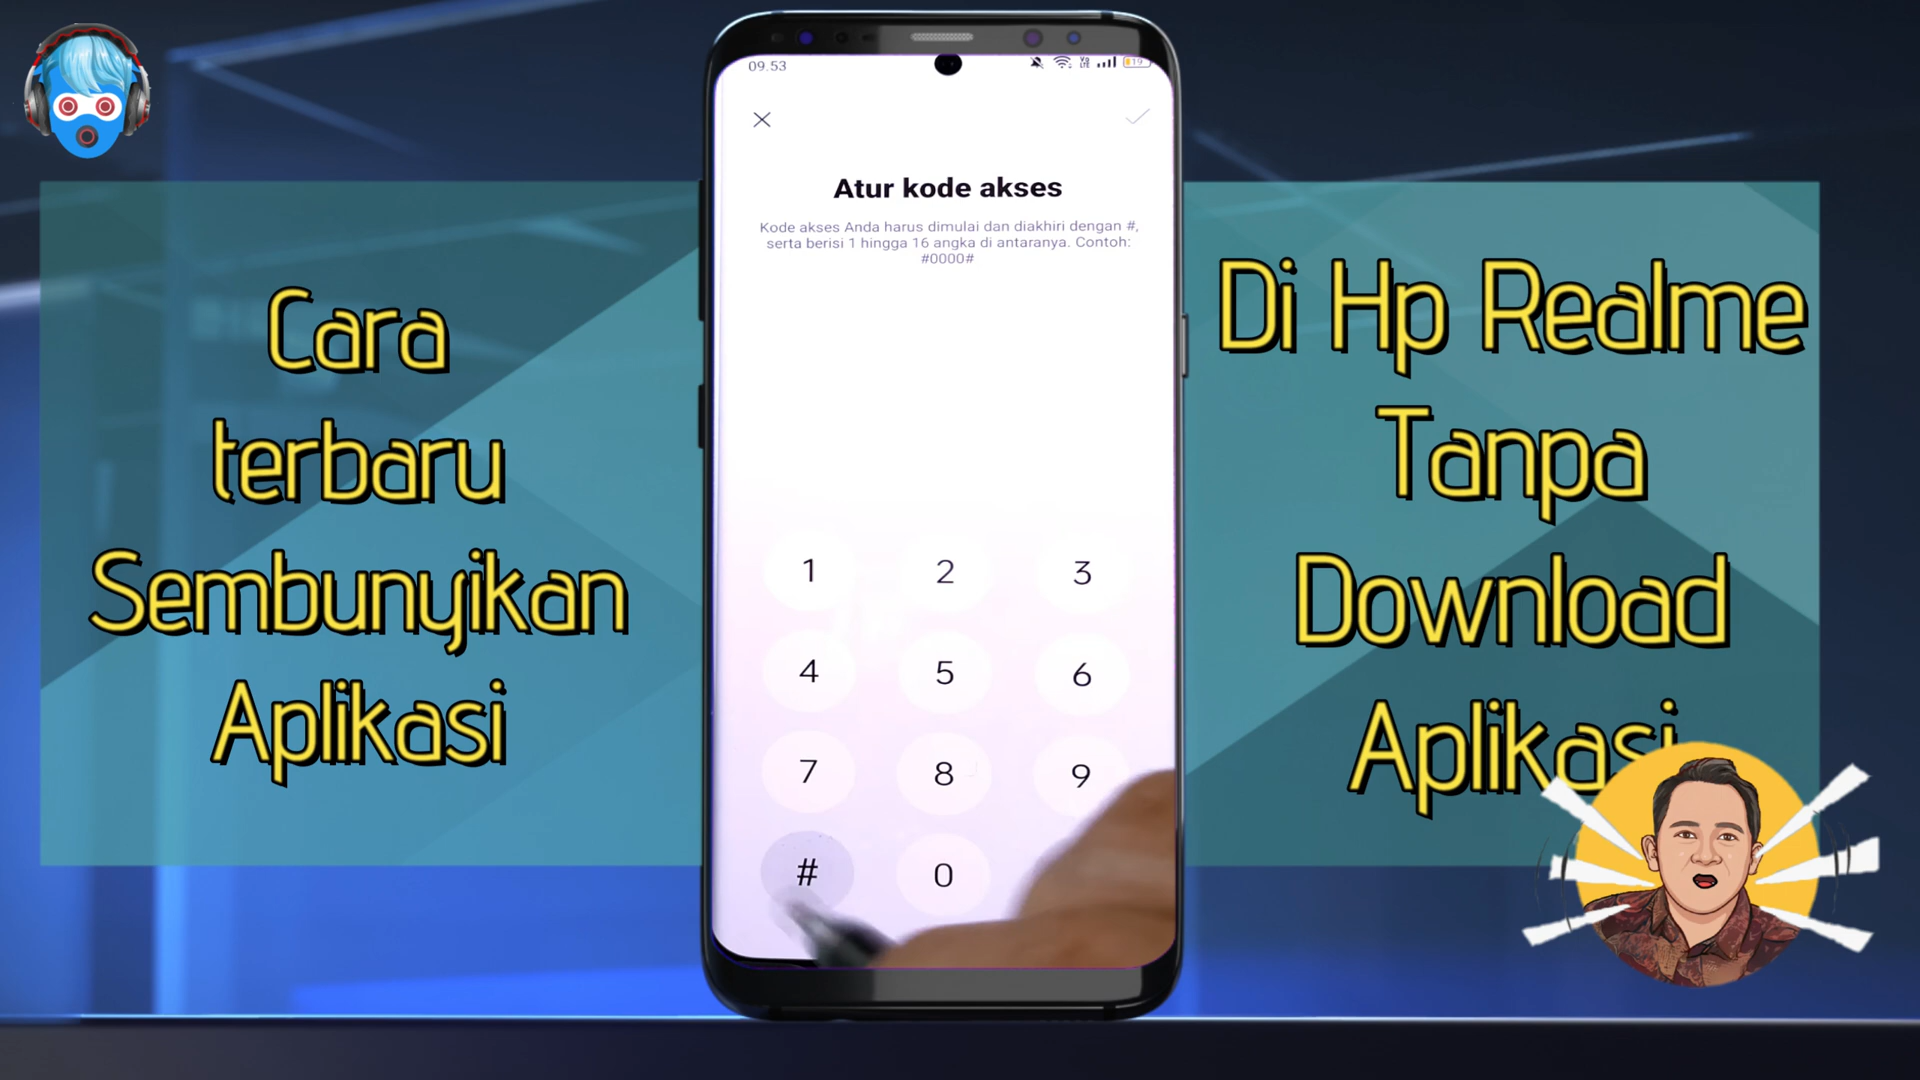 09.53
19
Atur kode akses
Kode akses Anda harus dimulai dan diakhiri dengan #,
serta berisi 1 hingga 16 angka di antaranya. Contoh:
#0000#
Cara
terbaru
Sembunyikan
Aplikasi
Di Hp Realme
Tanpa
Download
Aplikasi
1 2 3
4 5 6
7 8 9
# 0